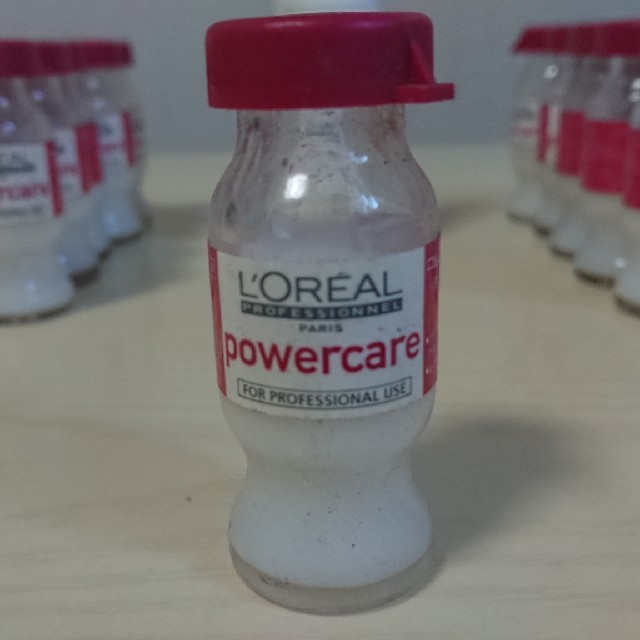 L'ORÉAL
PROFESSIONNEL
PARIS
powercare
FOR PROFESSIONAL USE